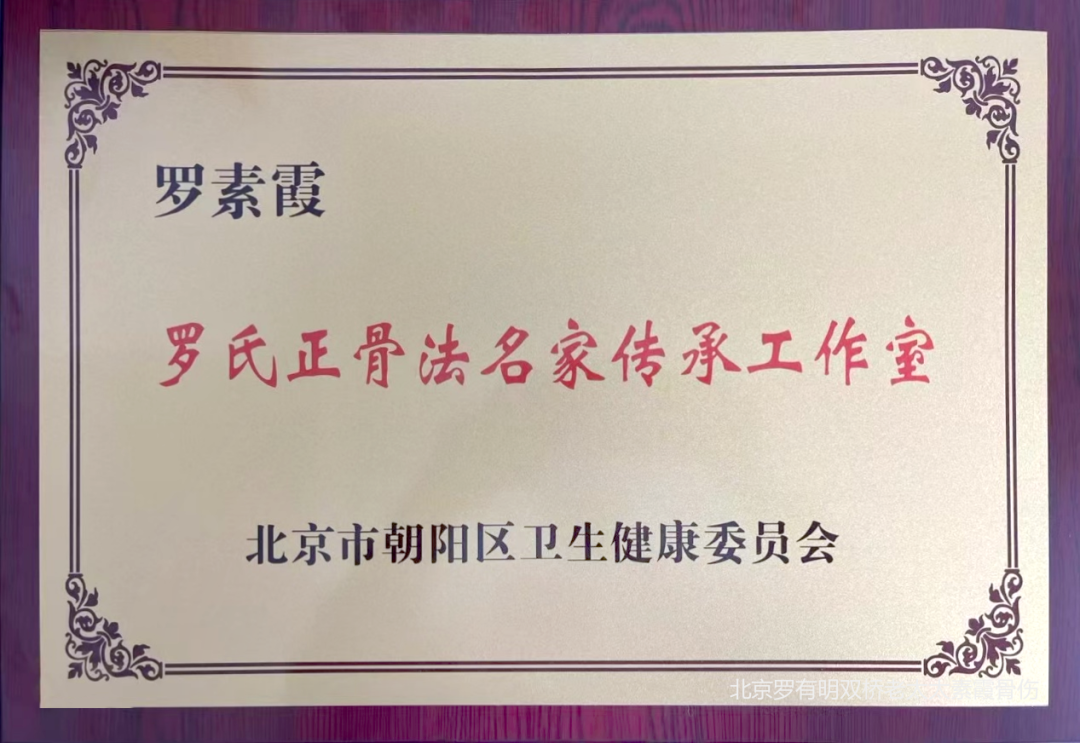 罗素霞
罗氏正骨法名家传承工作室
北京市朝阳区卫生健康委员会
北京罗有明双桥
骨伤